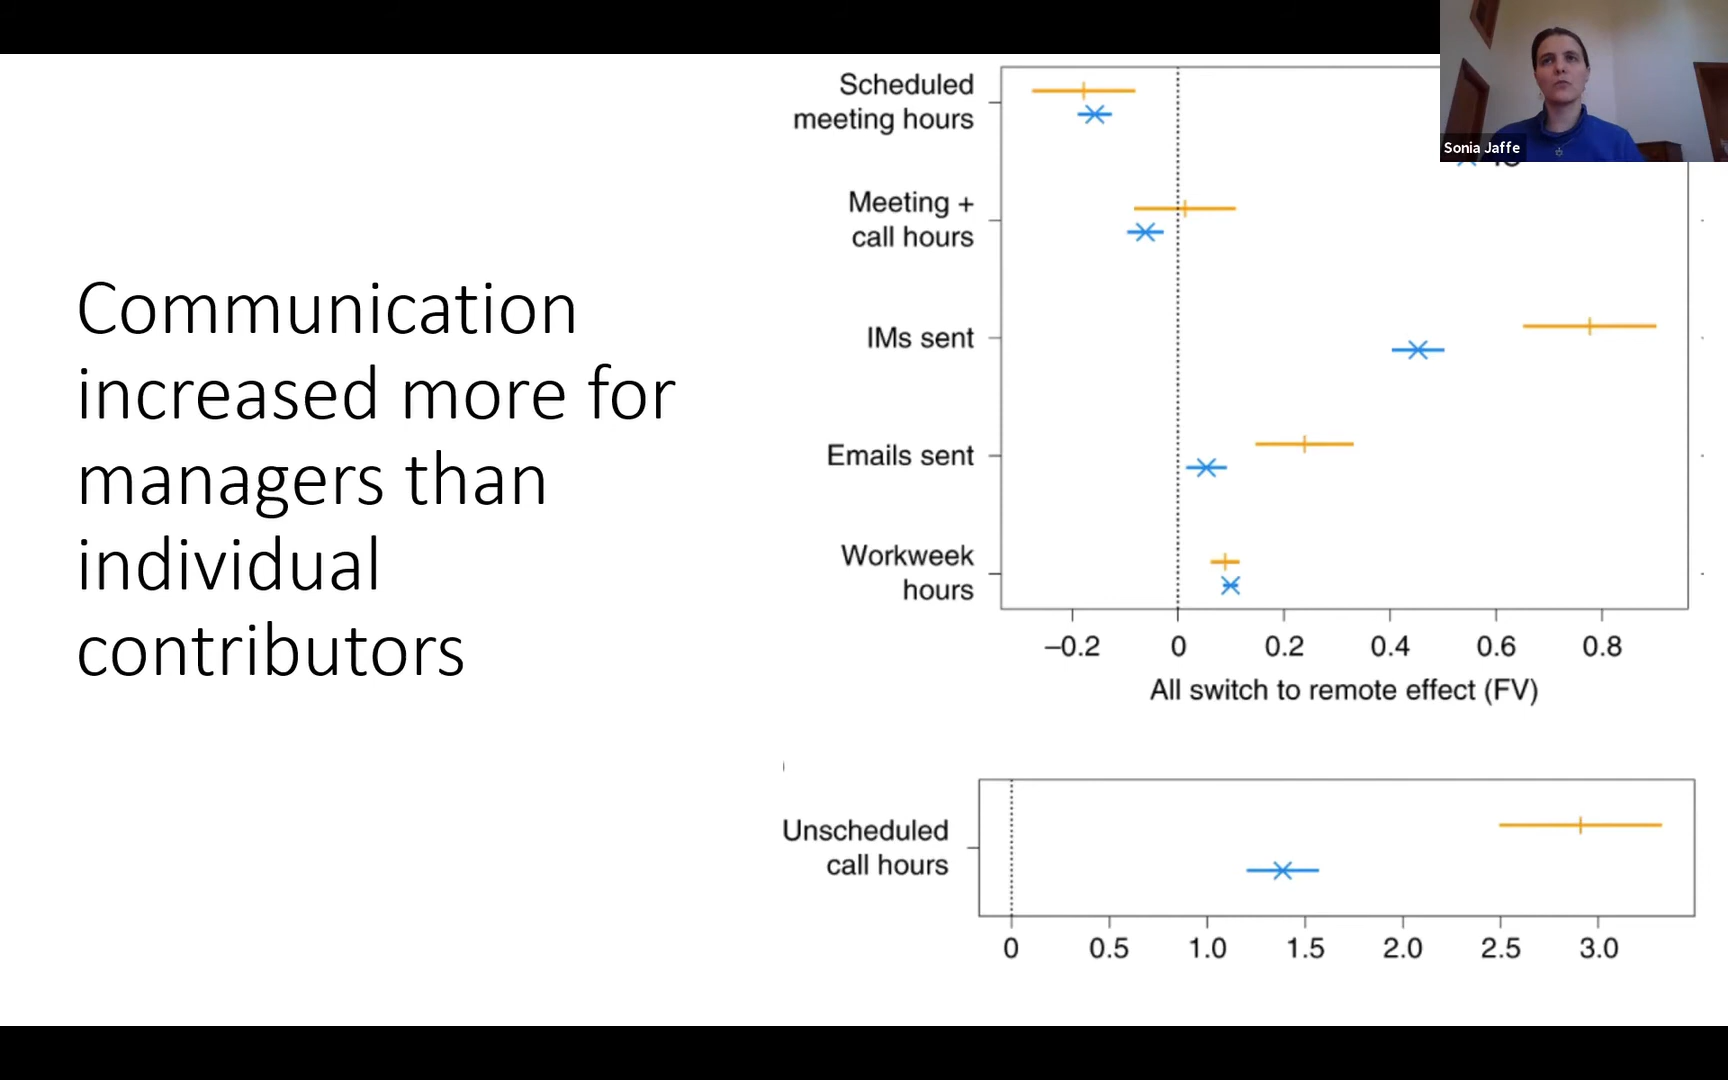 Communication
increased more for
managers than
individual
contributors
Scheduled
meeting hours
Meeting +
call hours
IMs sent
Emails sent
Workweek
hours
–0.2 0 0.2 0.4 0.6 0.8
All switch to remote effect (FV)
Unscheduled
call hours
0 0.5 1.0 1.5 2.0 2.5 3.0
Sonia Jaffe